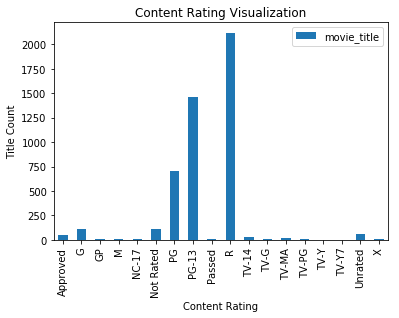 Content Rating Visualization
movie_title
Title Count
2000
1750
1500
1250
1000
750
500
250
0
Approved
G
GP
M
NC-17
Not Rated
PG
PG-13
Passed
R
TV-14
TV-G
TV-MA
TV-PG
TV-Y
TV-Y7
Unrated
X
Content Rating